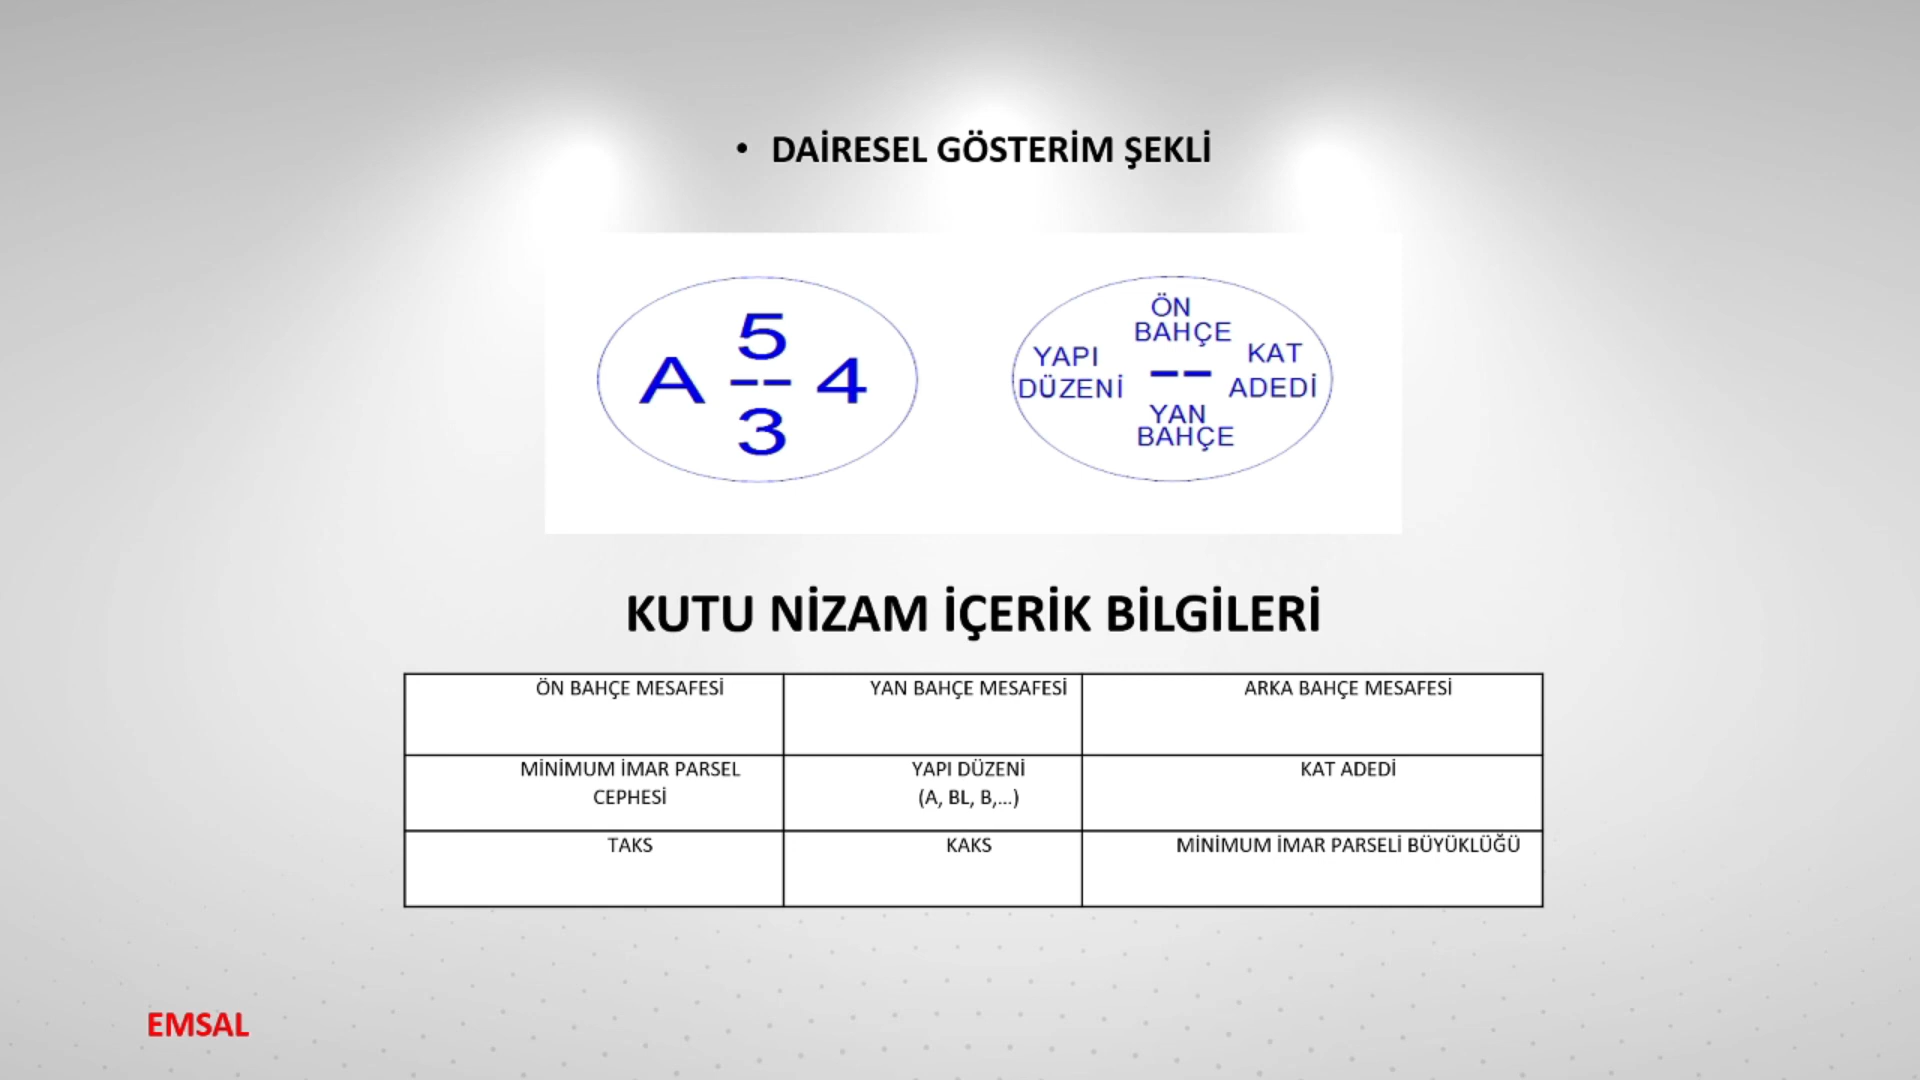 • DAİRESEL GÖSTERİM ŞEKLİ
A 5 -- 3 4
YAPI DÜZENİ
ÖN BAHÇE
--
YAN BAHÇE
KAT ADEDİ
KUTU NİZAM İÇERİK BİLGİLERİ
ÖN BAHÇE MESAFESİ YAN BAHÇE MESAFESİ ARKA BAHÇE MESAFESİ
MİNİMUM İMAR PARSEL CEPHESİ YAPI DÜZENİ (A, BL, B,...) KAT ADEDİ
TAKS KAKS MİNİMUM İMAR PARSELİ BÜYÜKLÜĞÜ
EMSAL